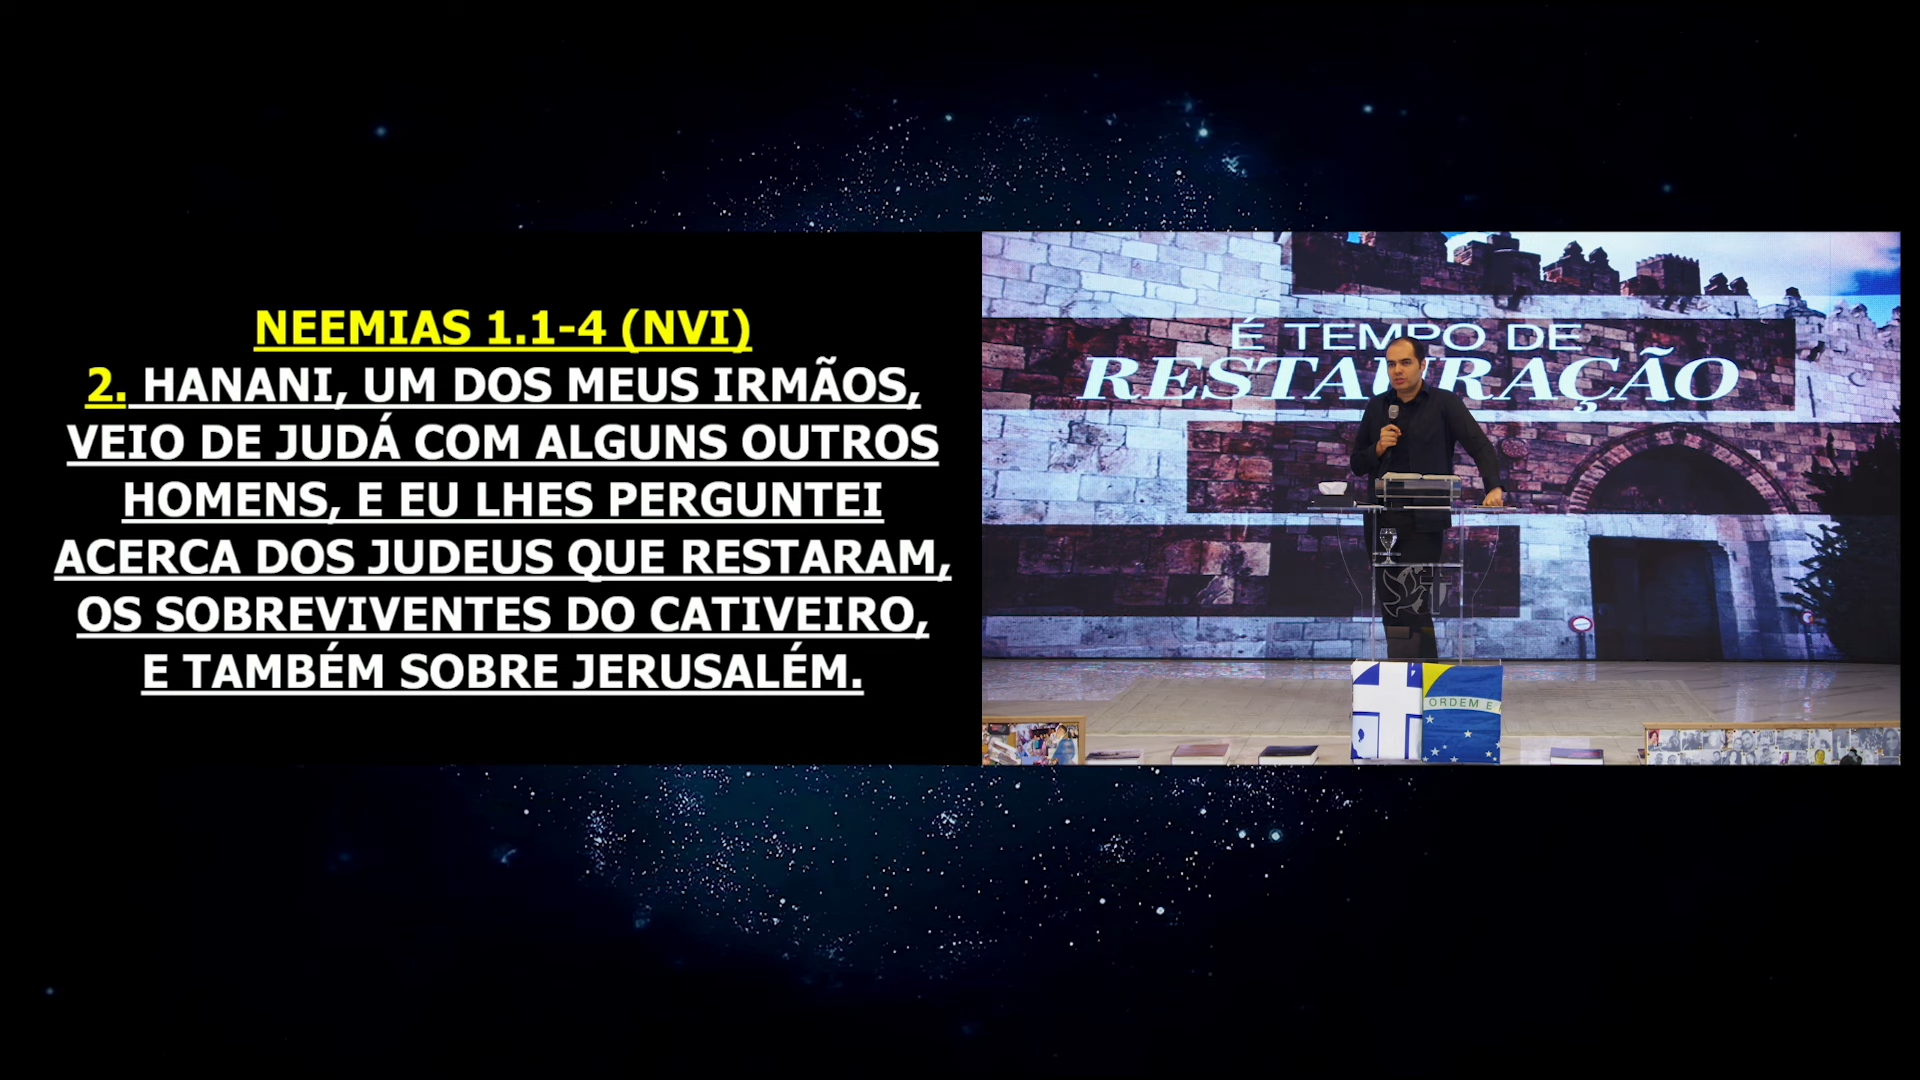 NEEMIAS 1.1-4 (NVI)
2. HANANI, UM DOS MEUS IRMÃOS,
VEIO DE JUDÁ COM ALGUNS OUTROS
HOMENS, E EU LHES PERGUNTEI
ACERCA DOS JUDEUS QUE RESTARAM,
OS SOBREVIVENTES DO CATIVEIRO,
E TAMBÉM SOBRE JERUSALÉM.
É TEMPO DE
RESTAURAÇÃO
ORDEM E